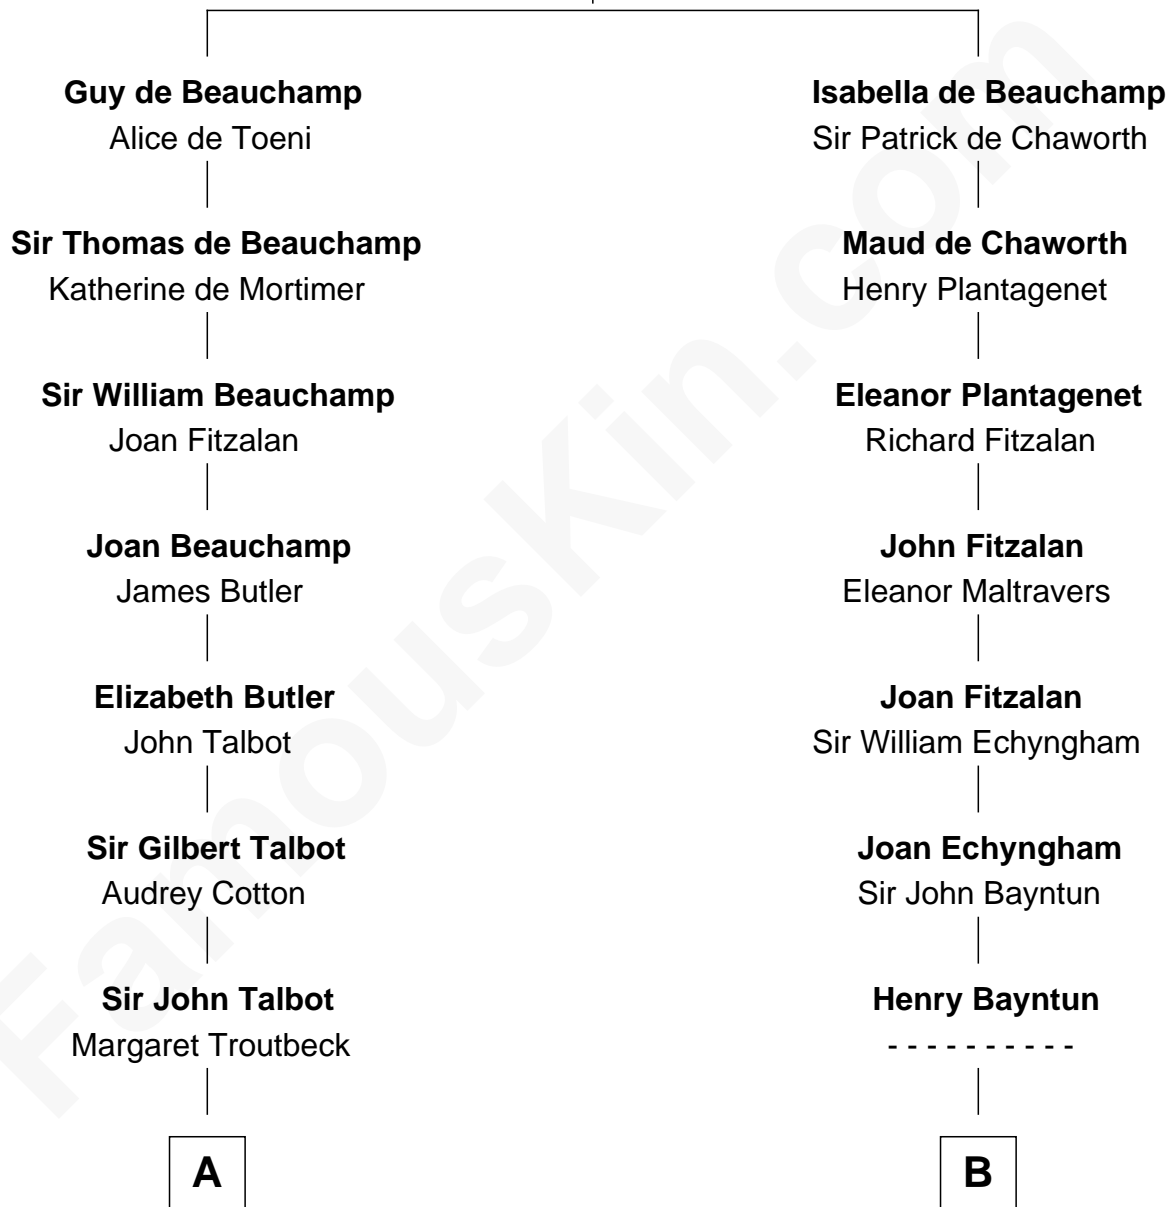 Guy de Beauchamp
Alice de Toeni
Sir Thomas de Beauchamp
Katherine de Mortimer
Sir William Beauchamp
Joan Fitzalan
Joan Beauchamp
James Butler
Elizabeth Butler
John Talbot
Sir Gilbert Talbot
Audrey Cotton
Sir John Talbot
Margaret Troutbeck
A
Isabella de Beauchamp
Sir Patrick de Chaworth
Maud de Chaworth
Henry Plantagenet
Eleanor Plantagenet
Richard Fitzalan
John Fitzalan
Eleanor Maltravers
Joan Fitzalan
Sir William Echyngham
Joan Echyngham
Sir John Bayntun
Henry Bayntun
- - - - - - - - - -
B
FamousKin.com